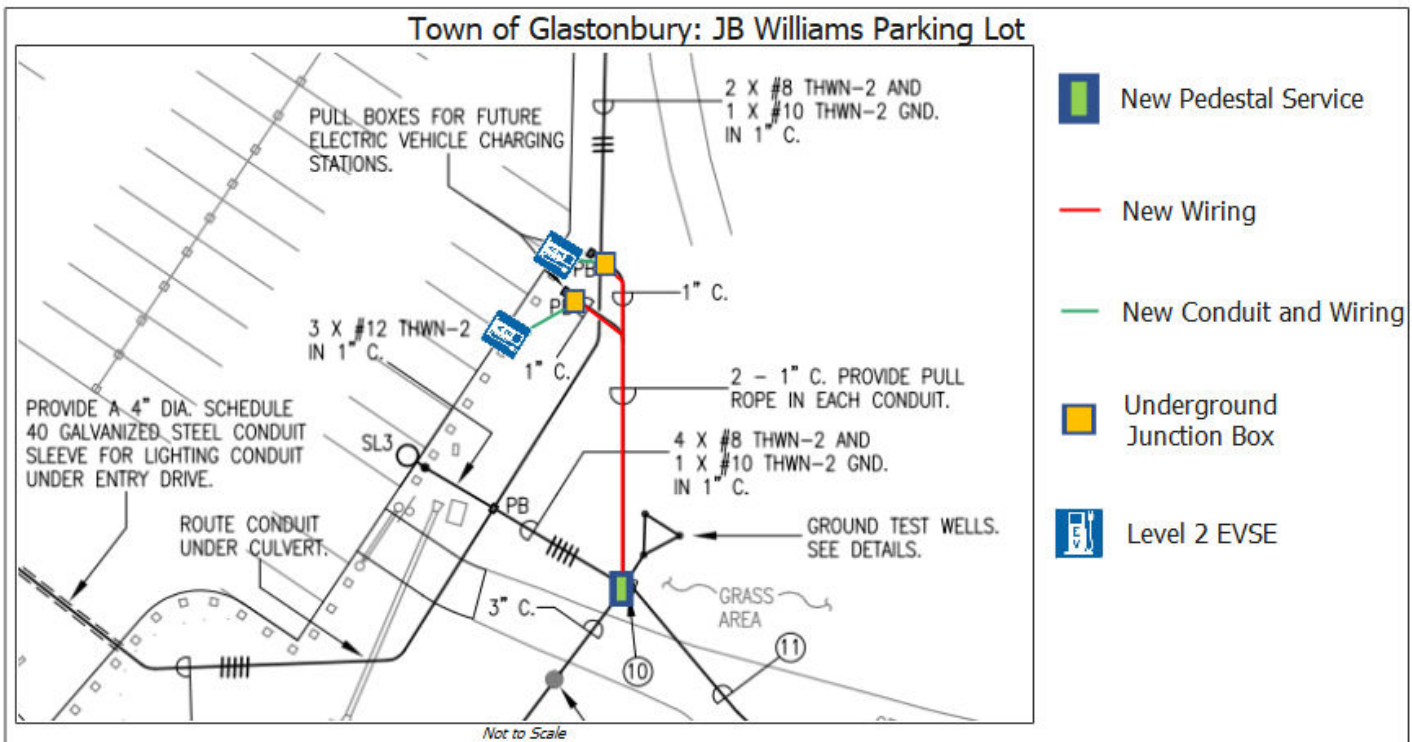 Town of Glastonbury: JB Williams Parking Lot
2 X #8 THWN-2 AND
1 X #10 THWN-2 GND.
IN 1" C.
PULL BOXES FOR FUTURE
ELECTRIC VEHICLE CHARGING
STATIONS.
PB
1" C.
3 X #12 THWN-2
IN 1" C.
1" C.
2 - 1" C. PROVIDE PULL
ROPE IN EACH CONDUIT.
PROVIDE A 4" DIA. SCHEDULE
40 GALVANIZED STEEL CONDUIT
SLEEVE FOR LIGHTING CONDUIT
UNDER ENTRY DRIVE.
SL3
4 X #8 THWN-2 AND
1 X #10 THWN-2 GND.
IN 1" C.
PB
ROUTE CONDUIT
UNDER CULVERT.
GROUND TEST WELLS.
SEE DETAILS.
3" C.
GRASS
AREA
10
11
Not to Scale
New Pedestal Service
New Wiring
New Conduit and Wiring
Underground
Junction Box
EV
Level 2 EVSE